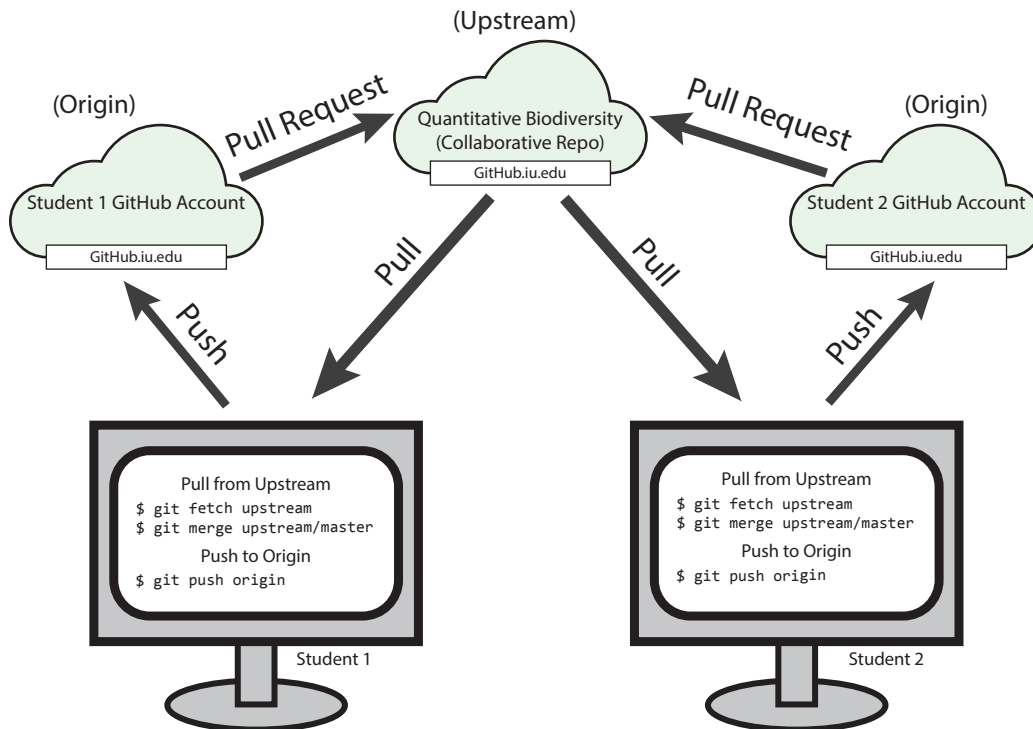 (Upstream)
(Origin)
Pull Request
Quantitative Biodiversity
(Collaborative Repo)
GitHub.iu.edu
Pull Request
(Origin)
Student 1 GitHub Account
GitHub.iu.edu
Student 2 GitHub Account
GitHub.iu.edu
Push
Pull
Pull
Push
Pull from Upstream
$ git fetch upstream
$ git merge upstream/master
Push to Origin
$ git push origin
Student 1
Pull from Upstream
$ git fetch upstream
$ git merge upstream/master
Push to Origin
$ git push origin
Student 2